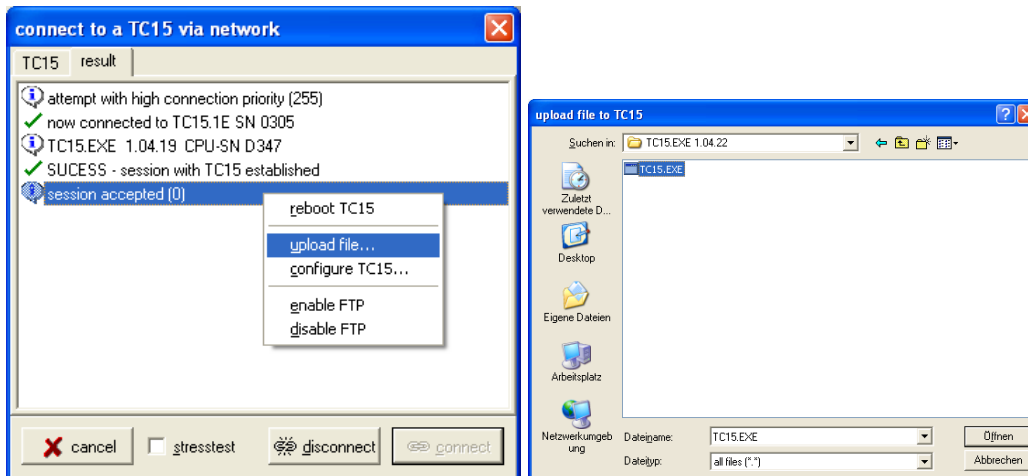 connect to a TC15 via network
TC15 result
attempt with high connection priority (255)
now connected to TC15.1E SN 0305
TC15.EXE 1.04.19 CPU-SN D347
SUCESS - session with TC15 established
session accepted (0)
reboot TC15
upload file...
configure TC15...
enable FTP
disable FTP
cancel stresstest disconnect connect
upload file to TC15
Suchen in: TC15.EXE 1.04.22
TC15.EXE
Zuletzt
verwendete D...
Desktop
Eigene Dateien
Arbeitsplatz
Netzwerkumgeb
ung
Dateiname: TC15.EXE Öffnen
Dateityp: all files (*.*) Abbrechen